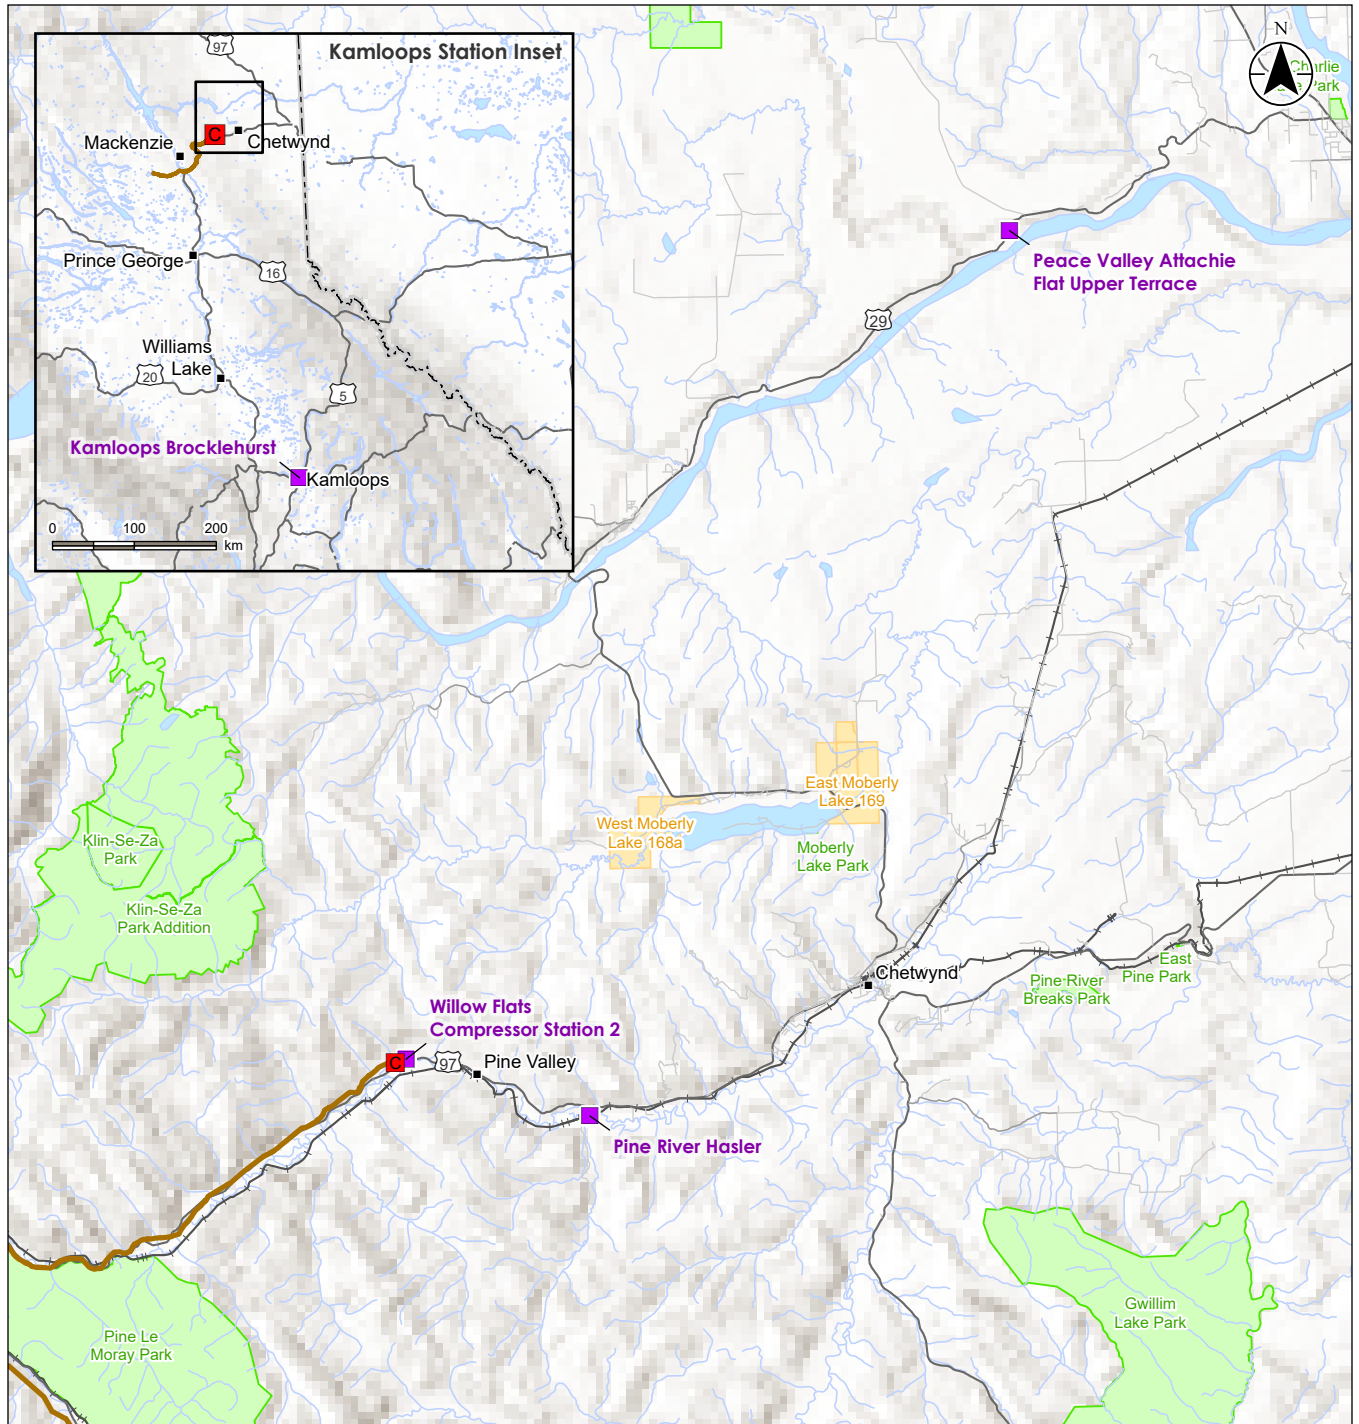 Kamloops Station Inset
97
C
Mackenzie
Chetwynd
Prince George
16
Williams
Lake
20
5
Kamloops Brocklehurst
Kamloops
0 100 200
km
N
Peace Valley Attachie
Flat Upper Terrace
29
East Moberly
Lake 169
West Moberly
Lake 168a
Moberly
Lake Park
Klin-Se-Za
Park
Klin-Se-Za
Park Addition
Chetwynd
East
Pine Park
Pine River
Breaks Park
Willow Flats
Compressor Station 2
C
97
Pine Valley
Pine River Hasler
Gwillim
Lake Park
Pine Le
Moray Park